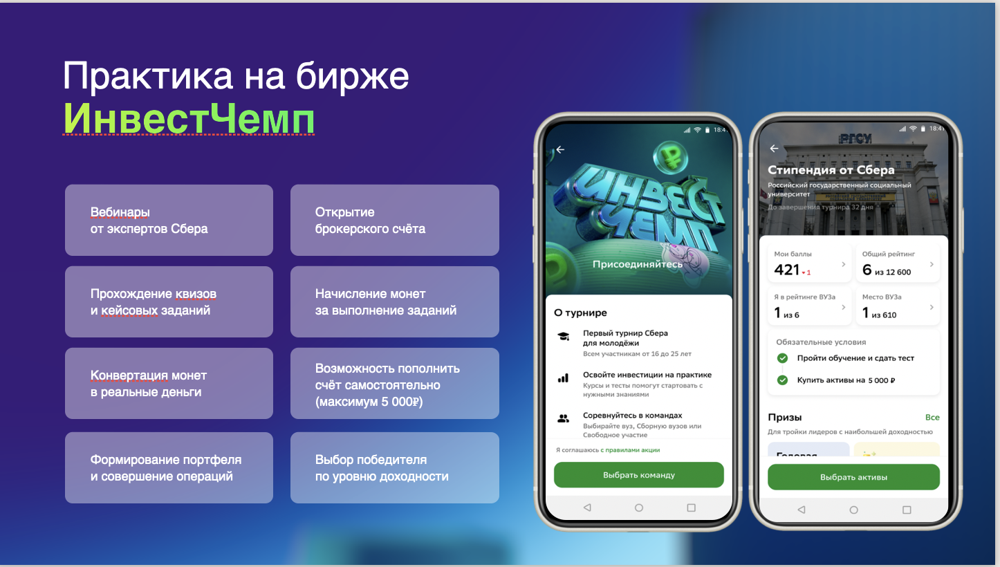 Практика на бирже
ИнвестЧемп
Вебинары
от экспертов Сбера
Открытие
брокерского счёта
Прохождение квизов
и кейсовых заданий
Начисление монет
за выполнение заданий
Конвертация монет
в реальные деньги
Возможность пополнить
счёт самостоятельно
(максимум 5 000₽)
Формирование портфеля
и совершение операций
Выбор победителя
по уровню доходности
ИНВЕСТ
ЧЕМП
Присоединяйтесь
О турнире
Первый турнир Сбера
для молодёжи
Всем участникам от 16 до 25 лет
Освойте инвестиции на практике
Курсы и тесты помогут стартовать с
нужными знаниями
Соревнуйтесь в командах
Выбирайте вуз, Сборную вузов или
Свободное участие
Я соглашаюсь с правилами акции
Выбрать команду
РГСУ
Стипендия от Сбера
Российский государственный социальный
университет
До завершения турнира 32 дня
Мои баллы
421 1
Общий рейтинг
6 из 12 600
Я в рейтинге ВУЗа
1 из 6
Место ВУЗа
1 из 610
Обязательные условия
Пройти обучение и сдать тест
Купить активы на 5 000 ₽
Призы
Все
Для тройки лидеров с наибольшей доходностью
Годовая
Выбрать активы